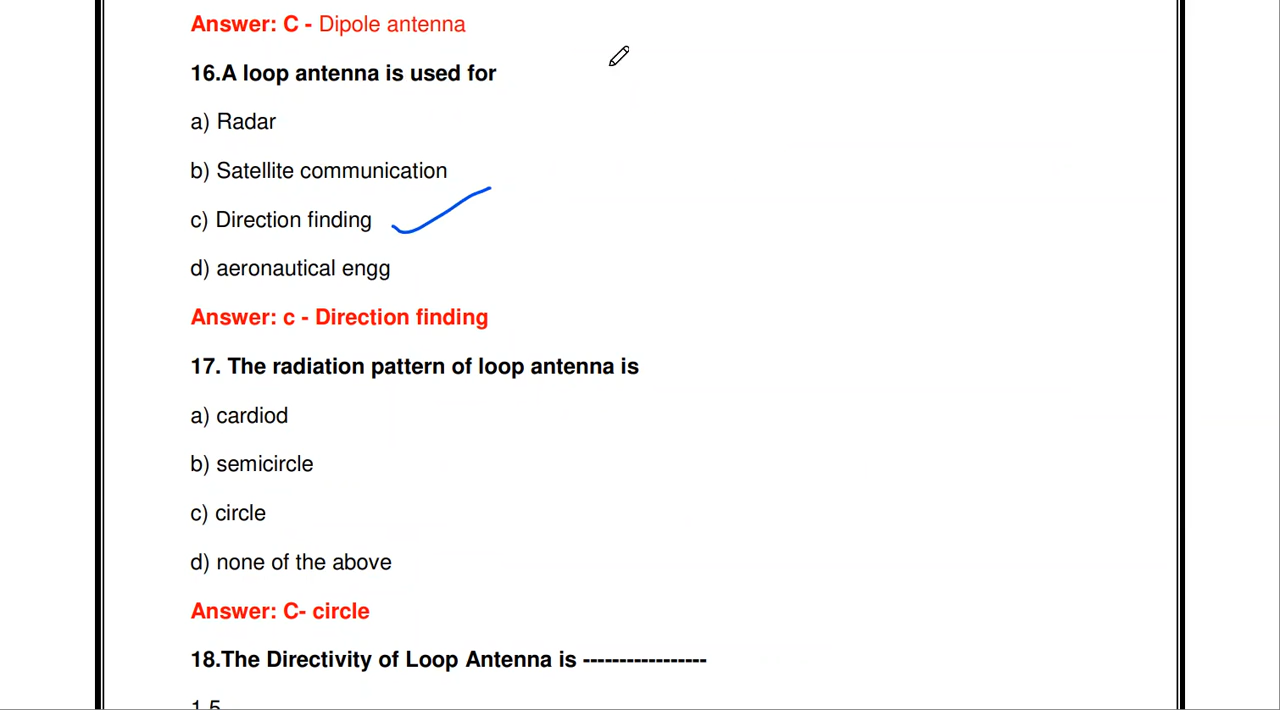 Answer: C - Dipole antenna
16.A loop antenna is used for
a) Radar
b) Satellite communication
c) Direction finding
d) aeronautical engg
Answer: c - Direction finding
17. The radiation pattern of loop antenna is
a) cardiod
b) semicircle
c) circle
d) none of the above
Answer: C- circle
18.The Directivity of Loop Antenna is -----------------
1.5